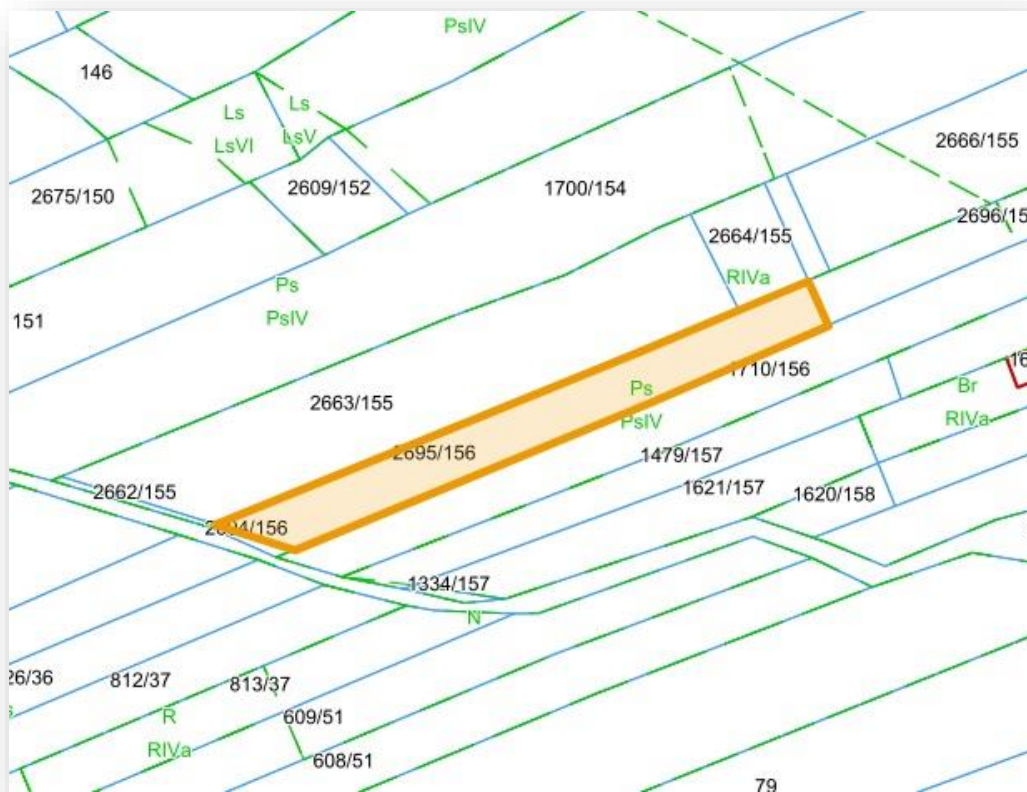 PsIV
146
Ls
Ls
LsV
LsVI
2666/155
2675/150
2609/152
1700/154
2664/155
RIVa
Ps
PsIV
151
1710/156
Br
RIVa
Ps
PsIV
2663/155
2695/156
1479/157
2662/155
1621/157
1620/158
1334/157
N
812/37
813/37
R
RIVa
609/51
608/51
79